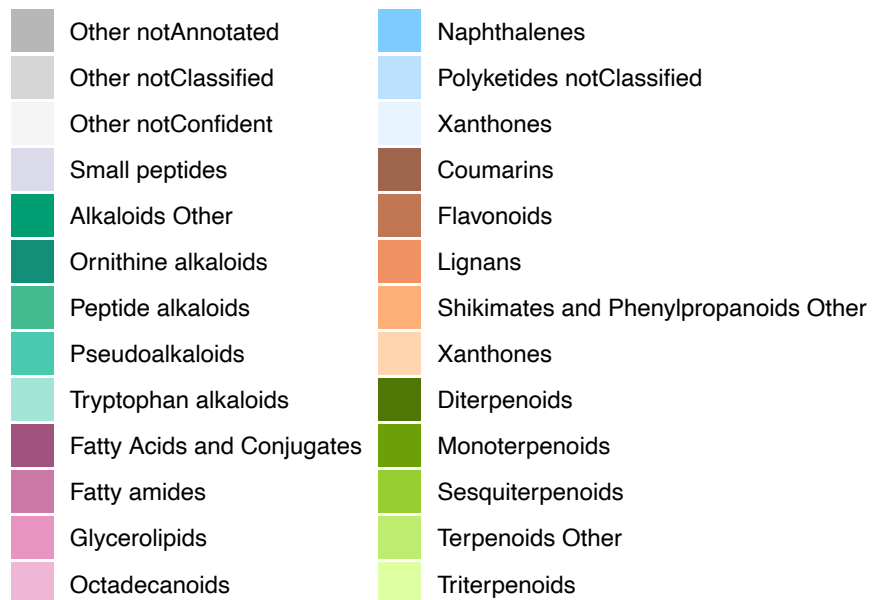 Other notAnnotated
Other notClassified
Other notConfident
Small peptides
Alkaloids Other
Ornithine alkaloids
Peptide alkaloids
Pseudoalkaloids
Tryptophan alkaloids
Fatty Acids and Conjugates
Fatty amides
Glycerolipids
Octadecanoids
Naphthalenes
Polyketides notClassified
Xanthones
Coumarins
Flavonoids
Lignans
Shikimates and Phenylpropanoids Other
Xanthones
Diterpenoids
Monoterpenoids
Sesquiterpenoids
Terpenoids Other
Triterpenoids